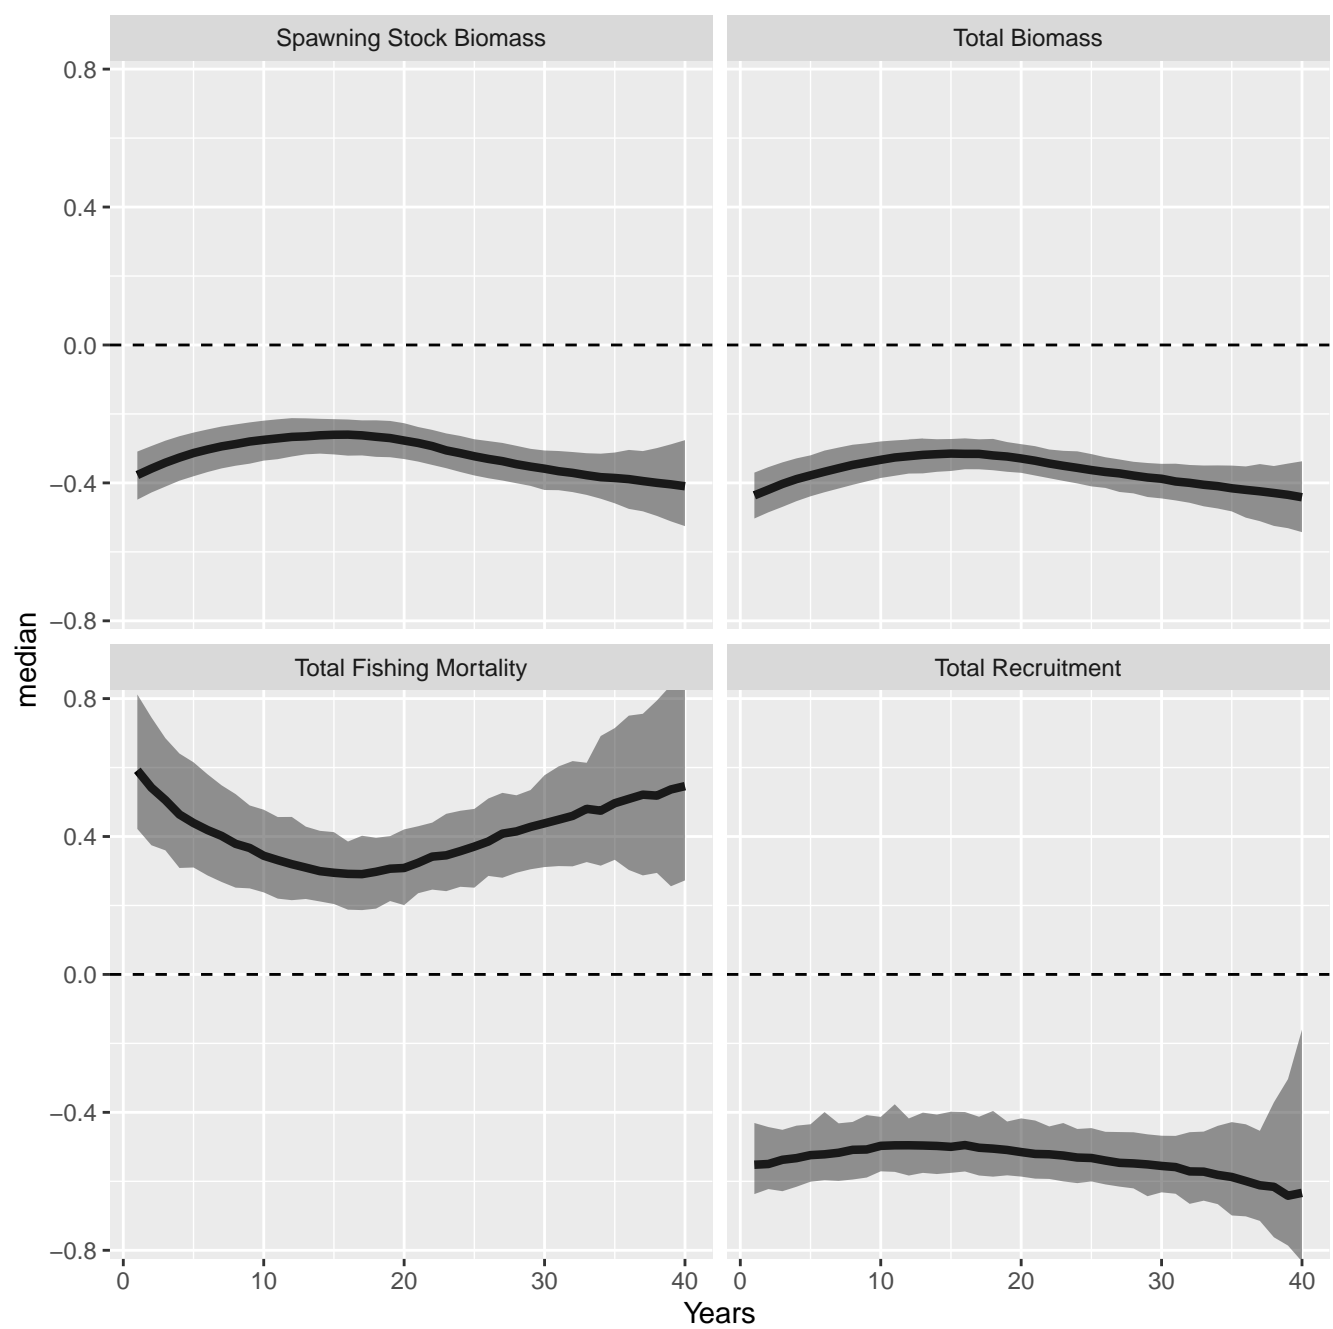 Spawning Stock Biomass
Total Biomass
0.8
0.4
0.0
−0.4
−0.8
median
Total Fishing Mortality
Total Recruitment
0.8
0.4
0.0
−0.4
−0.8
0 10 20 30 40
0 10 20 30 40
Years